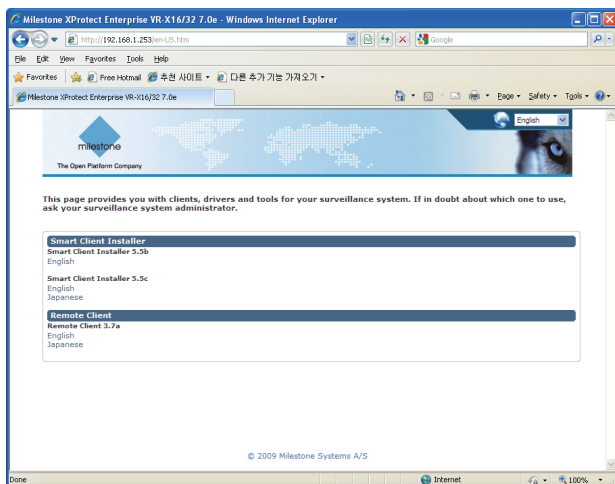 Milestone XProtect Enterprise VR-X16/32 7.0e - Windows Internet Explorer
http://192.168.1.253/en-US.htm
Google
File Edit View Favorites Tools Help
Favorites Free Hotmail 추천 사이트 다른 추가 기능 가져오기
Milestone XProtect Enterprise VR-X16/32 7.0e
Page Safety Tools
English
milestone
The Open Platform Company
This page provides you with clients, drivers and tools for your surveillance system. If in doubt about which one to use,
ask your surveillance system administrator.
Smart Client Installer
Smart Client Installer 5.5b
English
Smart Client Installer 5.5c
English
Japanese
Remote Client
Remote Client 3.7a
English
Japanese
© 2009 Milestone Systems A/S
Done Internet 100%